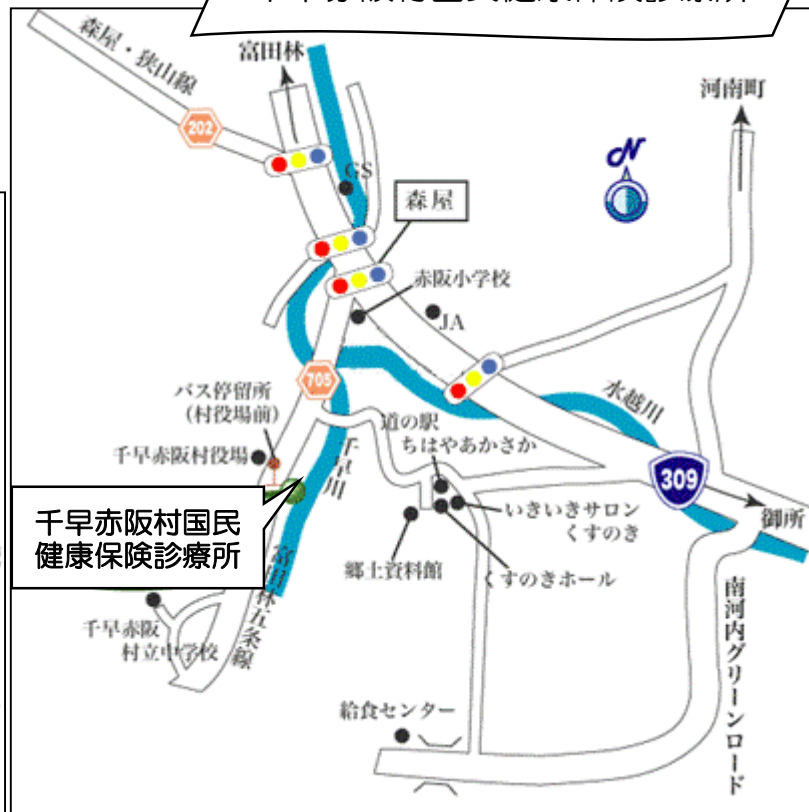 富田林
河南町
森屋・狭山線
202
N
GS
森屋
赤阪小学校
JA
705
バス停留所
(村役場前)
水越川
道の駅
ちはやあかさか
千早赤阪村役場
千早川
309
いきいきサロン
くすのき
御所
千早赤阪村国民
健康保険診療所
郷土資料館
くすのきホール
富田林五条線
千早赤阪
村立中学校
南河内グリーンロード
給食センター